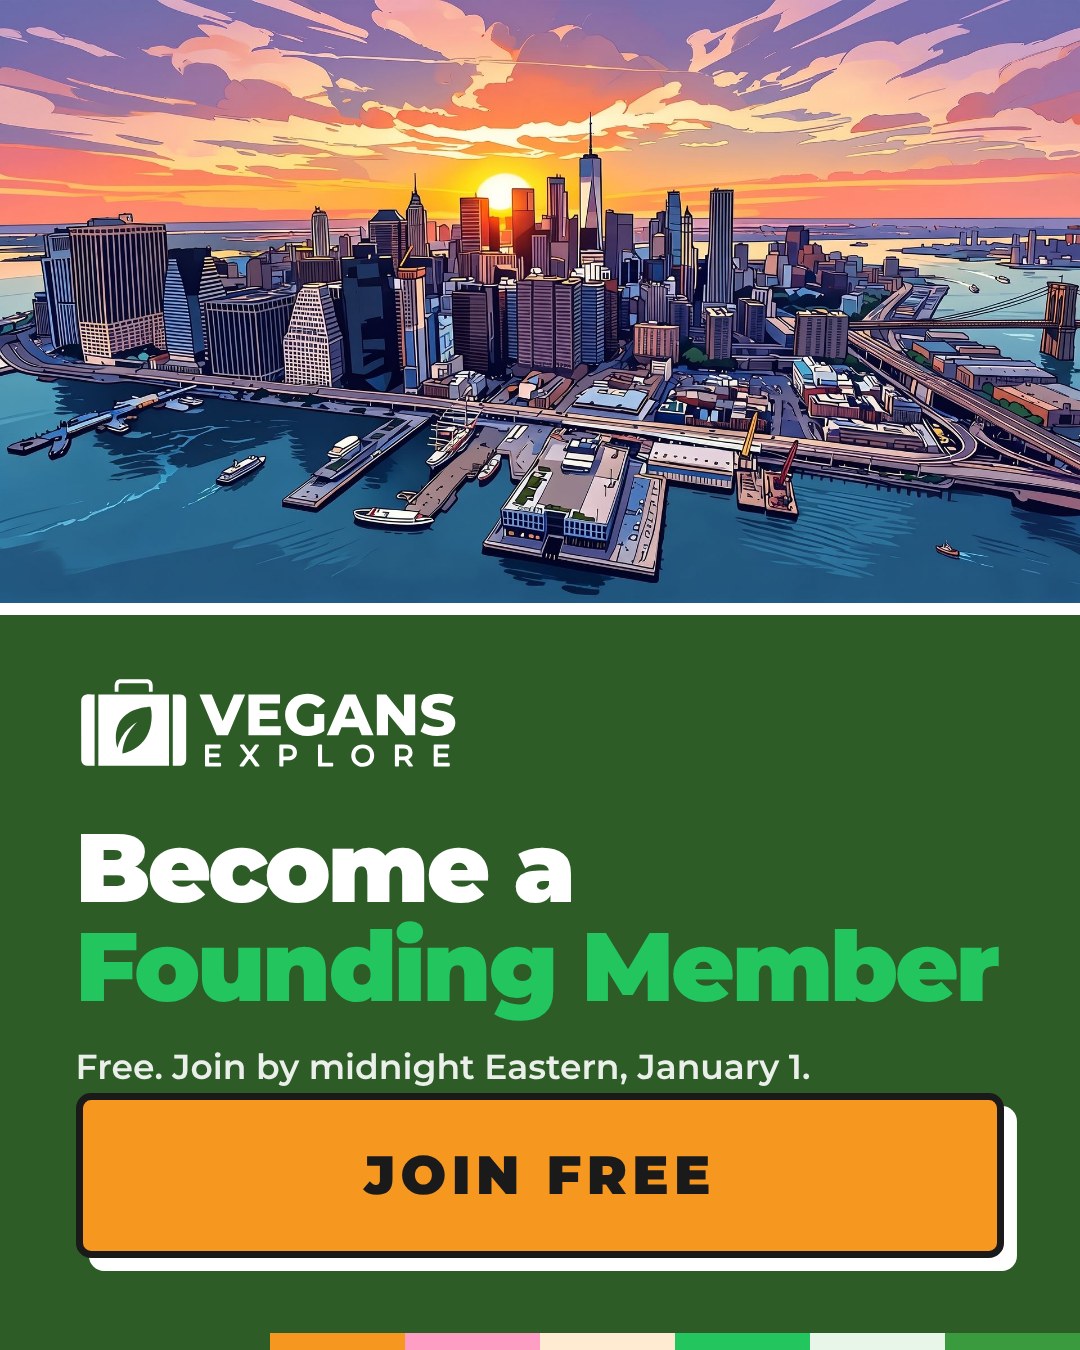 VEGANS
EXPLORE
Become a
Founding Member
Free. Join by midnight Eastern, January 1.
JOIN FREE